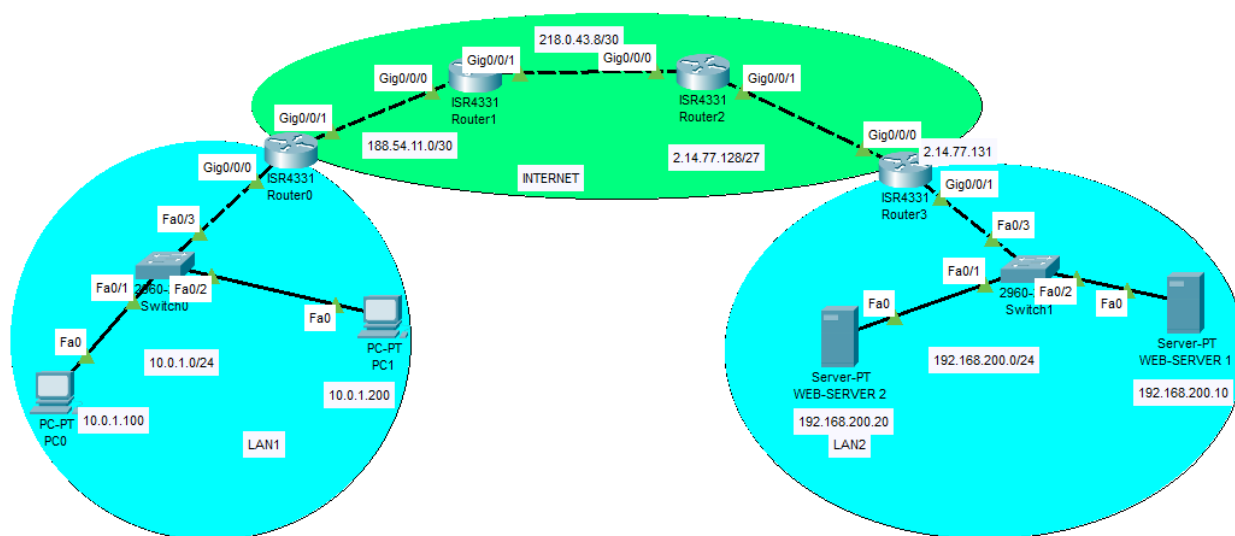 218.0.43.8/30
Gig0/0/1
Gig0/0/0
Gig0/0/0
Gig0/0/1
ISR4331
Router1
ISR4331
Router2
Gig0/0/1
188.54.11.0/30
Gig0/0/0
2.14.77.131
2.14.77.128/27
INTERNET
Gig0/0/0
ISR4331
Router0
Gig0/0/1
ISR4331
Router3
Fa0/3
Fa0/3
Fa0/1
Fa0/2
Switch0
Fa0/1
Fa0/2
Switch1
Fa0
Fa0
Fa0
Fa0
PC-PT
PC1
10.0.1.0/24
192.168.200.0/24
Server-PT
WEB-SERVER 1
Server-PT
WEB-SERVER 2
10.0.1.200
192.168.200.10
PC-PT
PC0
10.0.1.100
192.168.200.20
LAN1
LAN2